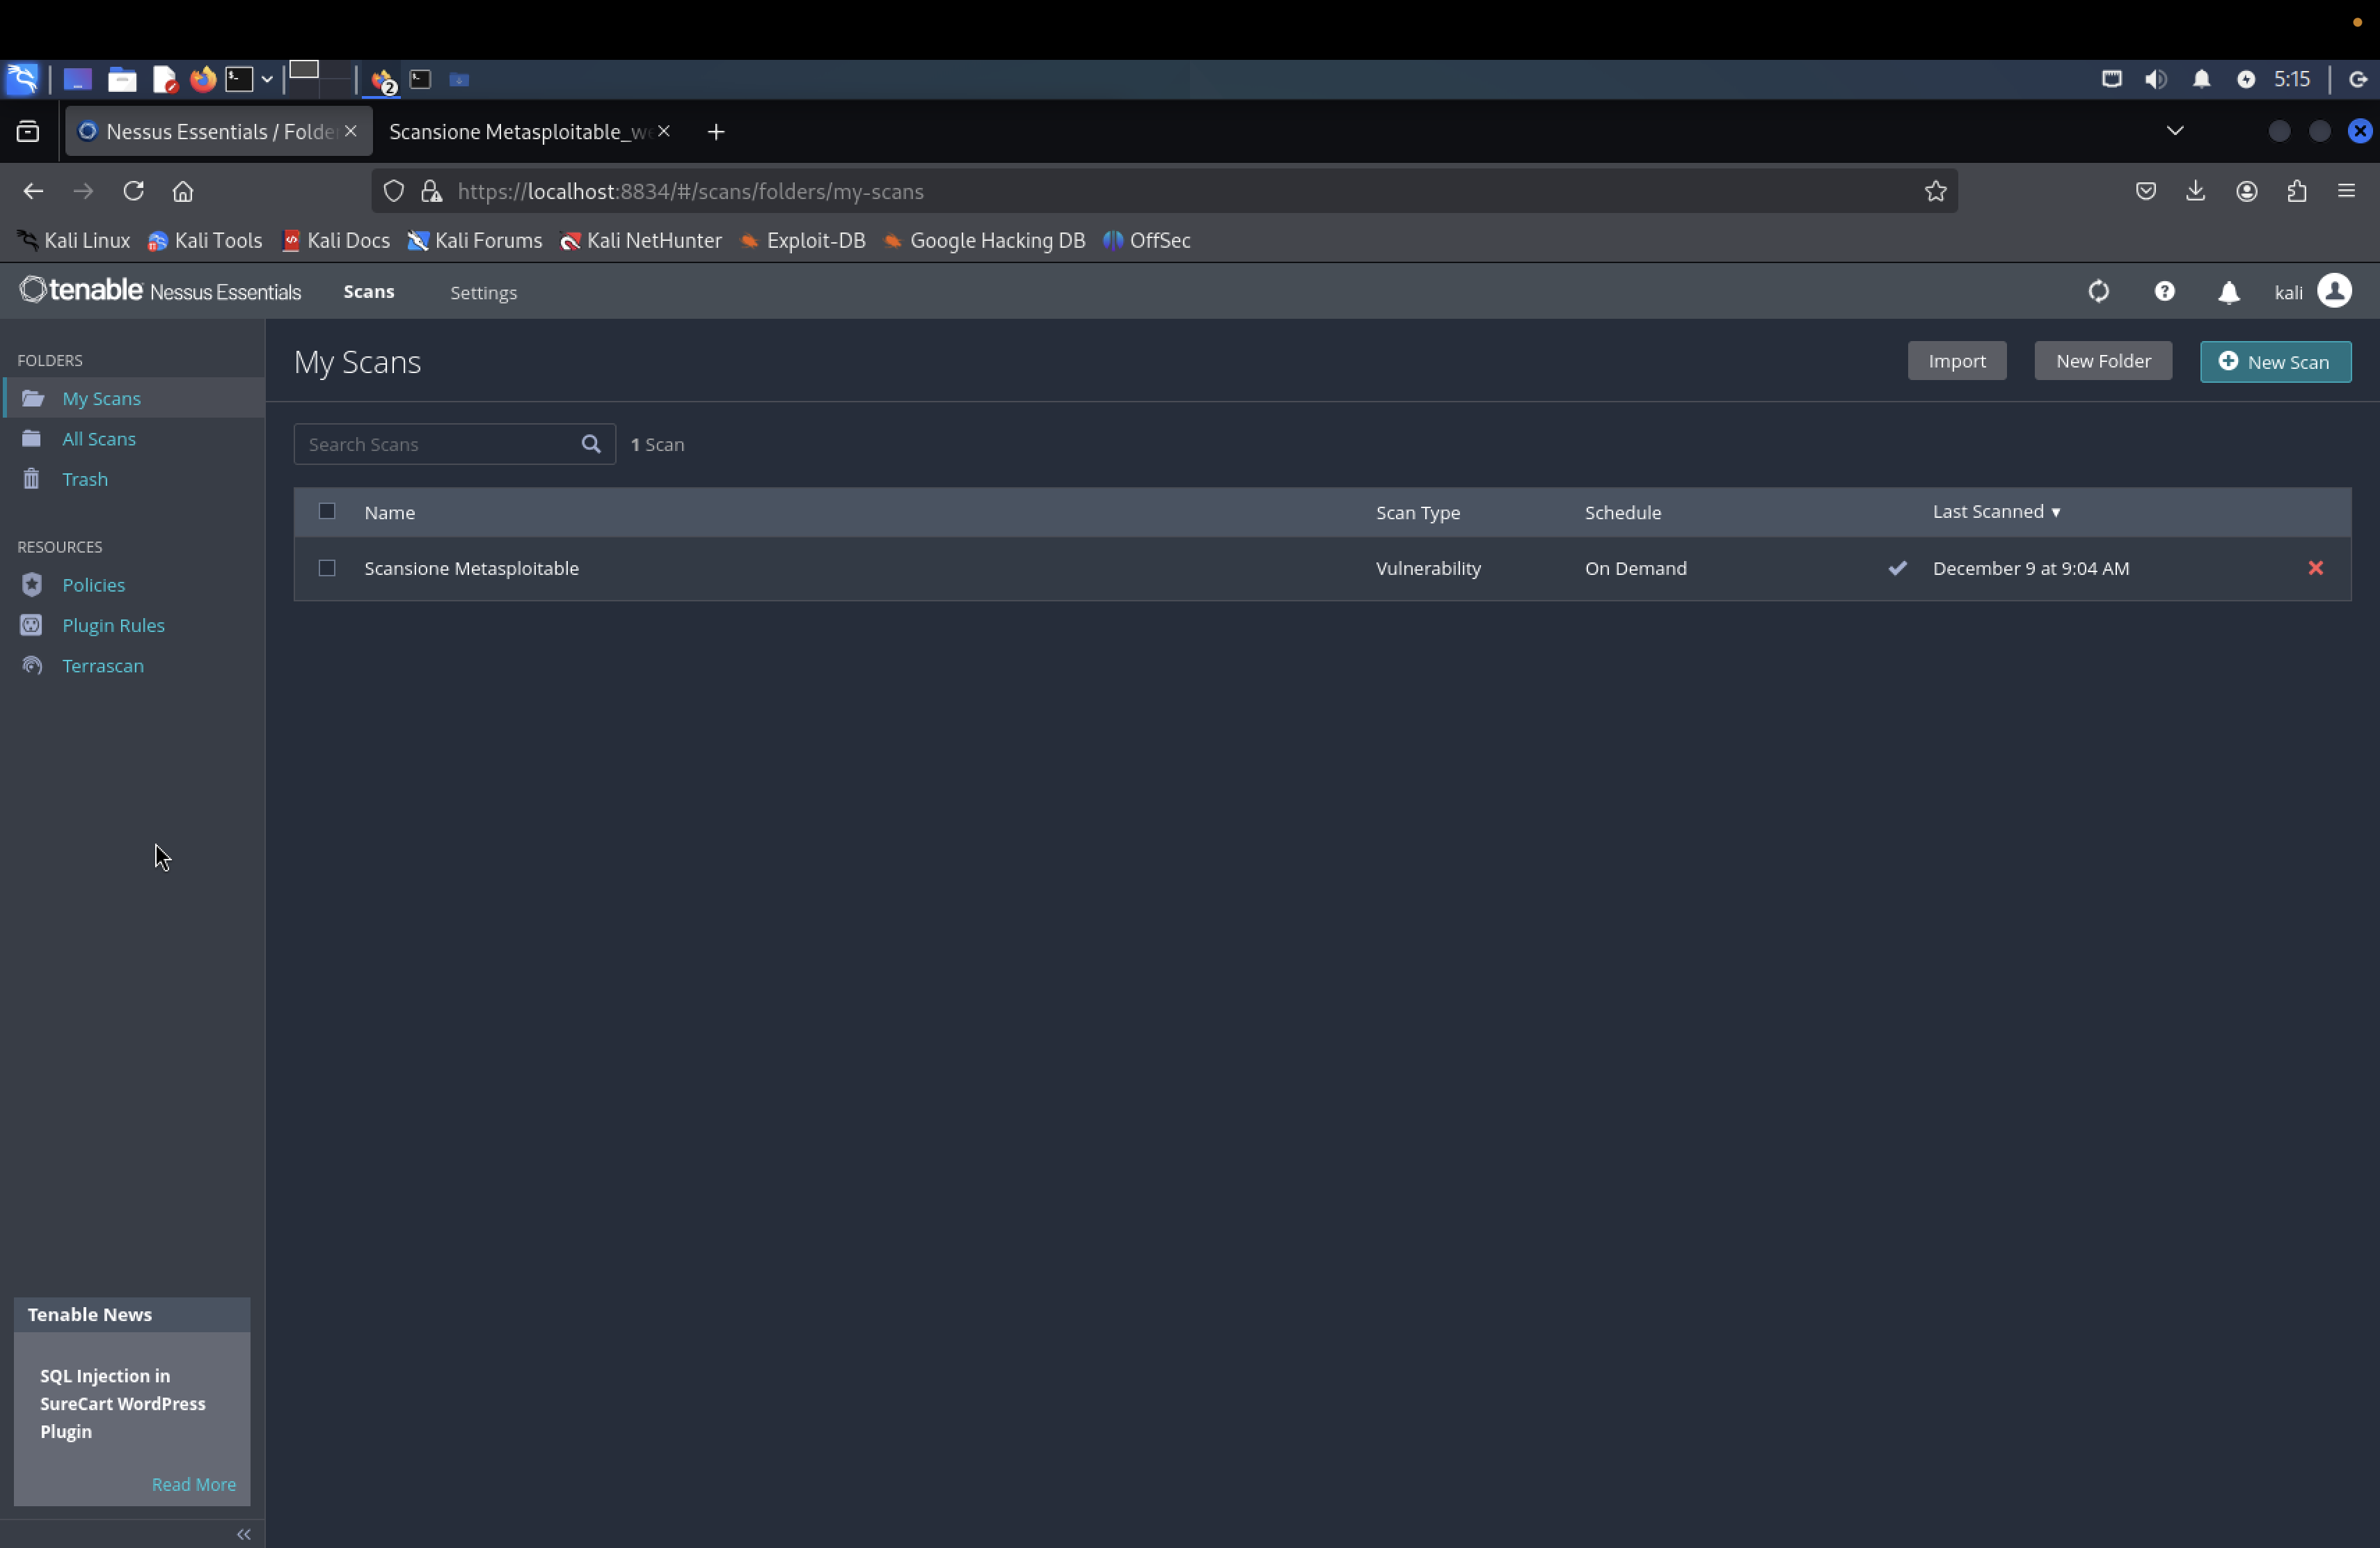 5:15
Nessus Essentials / Folde
Scansione Metasploitable_we
https://localhost:8834/#/scans/folders/my-scans
Kali Linux Kali Tools Kali Docs Kali Forums Kali NetHunter Exploit-DB Google Hacking DB OffSec
tenable Nessus Essentials Scans Settings kali
FOLDERS
My Scans
All Scans
Trash
RESOURCES
Policies
Plugin Rules
Terrascan
My Scans
Import New Folder New Scan
Search Scans 1 Scan
Name Scan Type Schedule Last Scanned ▼
Scansione Metasploitable Vulnerability On Demand December 9 at 9:04 AM
Tenable News
SQL Injection in
SureCart WordPress
Plugin
Read More